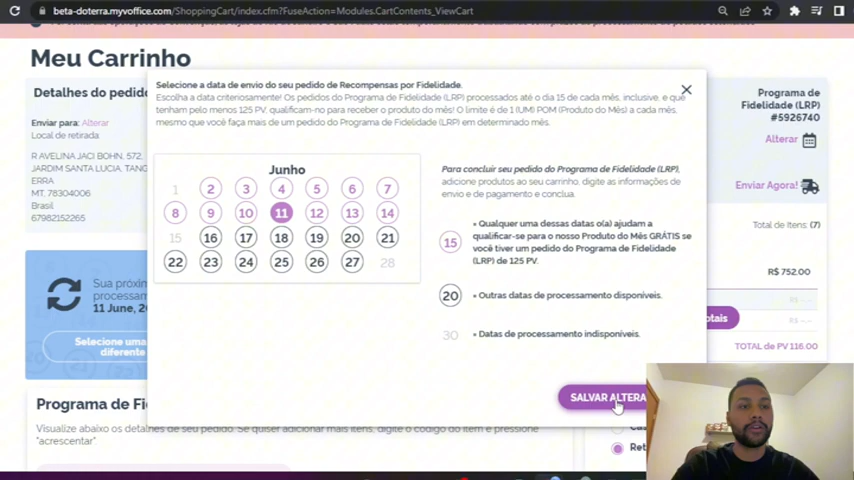 beta-doterra.myvoffice.com/ShoppingCart/index.cfm?FuseAction=Modules.CartContents_ViewCart
Meu Carrinho
Detalhes do pedido
Enviar para: Alterar
Local de retirada:
R AVELINA JACI BOHN, 572,
JARDIM SANTA LUCIA, TANG
ERRA
MT, 78304006
Brasil
67982152265
Sua próxi
processam
11 June, 20
Selecione uma
diferente
Selecione a data de envio do seu pedido de Recompensas por Fidelidade.
Escolha a data criteriosamente! Os pedidos do Programa de Fidelidade (LRP) processados até o dia 15 de cada mês, inclusive, e que
tenham pelo menos 125 PV, qualificam-no para receber o produto do mês! O limite é de 1 (UM) POM (Produto do Mês) a cada mês,
mesmo que você faça mais de um pedido do Programa de Fidelidade (LRP) em determinado mês.
Junho
1 2 3 4 5 6 7
8 9 10 11 12 13 14
15 16 17 18 19 20 21
22 23 24 25 26 27 28
Para concluir seu pedido do Programa de Fidelidade (LRP),
adicione produtos ao seu carrinho, digite as informações de
envio e de pagamento e conclua.
15
= Qualquer uma dessas datas o(a) ajudam a
qualificar-se para o nosso Produto do Mês GRÁTIS se
você tiver um pedido do Programa de Fidelidade
(LRP) de 125 PV.
20 = Outras datas de processamento disponíveis.
30 = Datas de processamento indisponíveis.
SALVAR ALTERA
Programa de
Fidelidade (LRP)
#5926740
Alterar
Enviar Agora!
Total de Itens: (7)
R$ 752.00
otais
TOTAL de PV 116.00
Ret
Programa de Fi
Visualize abaixo os detalhes de seu pedido. Se quiser adicionar mais itens, digite o código do item e pressione
"acrescentar"